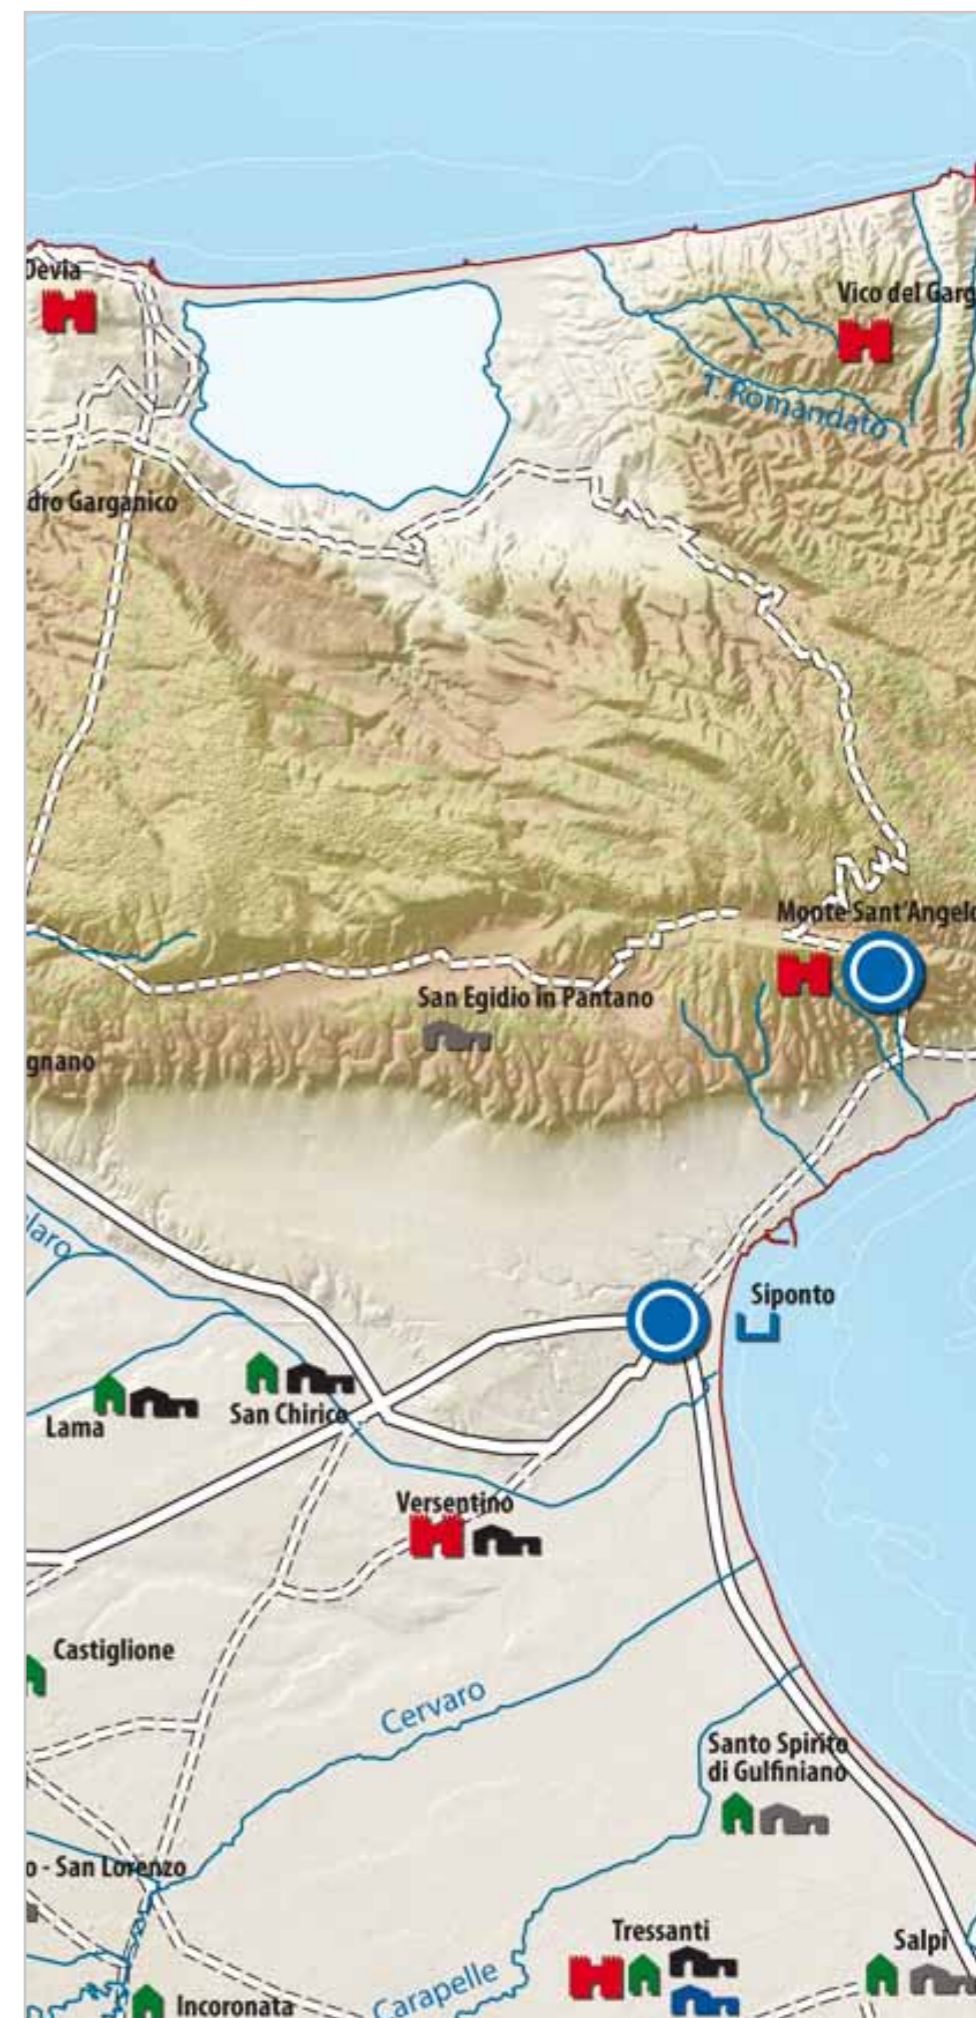 Devia
Vico del Garg
T. Romandato
dro Garganico
Monte Sant'Angelo
San Egidio in Pantano
gnano
laro
Siponto
San Chirico
Lama
Versentino
Castiglione
Cervaro
Santo Spirito
di Gulfiniano
o - San Lorenzo
Tressanti
Salpi
Carapelle
Incoronata